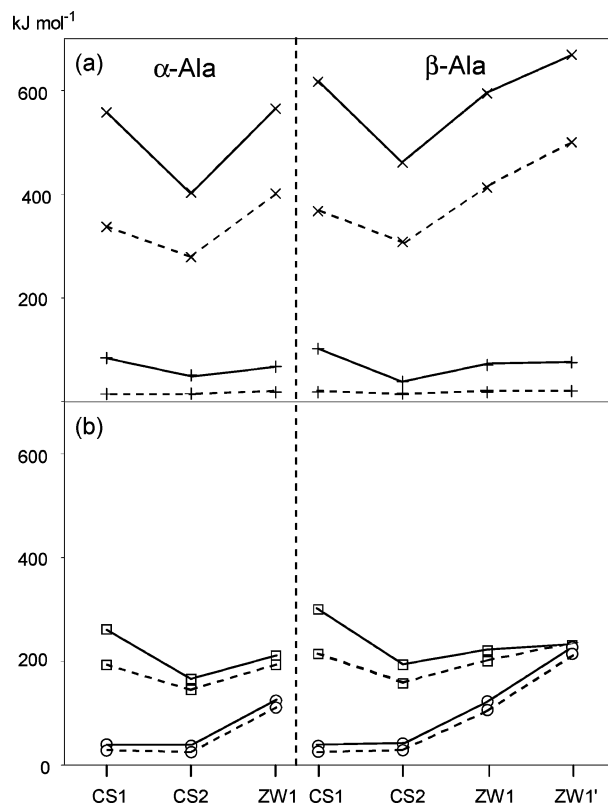 kJ mol⁻¹
(a)
α-Ala
β-Ala
600
400
200
(b)
600
400
200
0
CS1 CS2 ZW1 CS1 CS2 ZW1 ZW1'